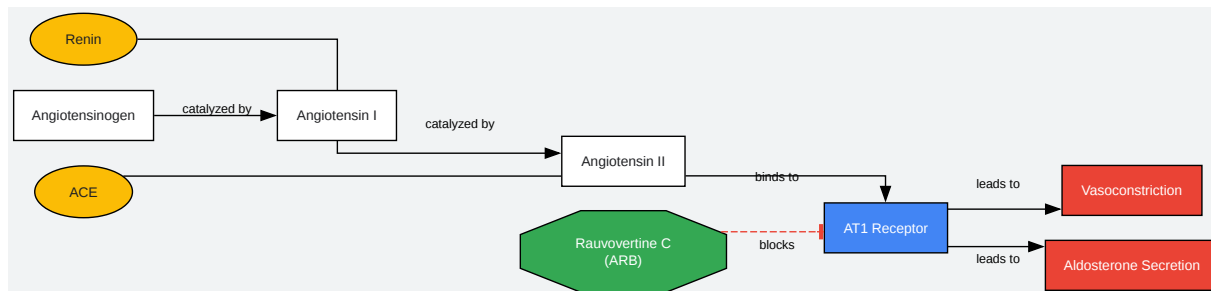 Renin
Angiotensinogen
catalyzed by
Angiotensin I
catalyzed by
Angiotensin II
ACE
binds to
Rauvovertine C
(ARB)
blocks
AT1 Receptor
leads to
Vasoconstriction
leads to
Aldosterone Secretion